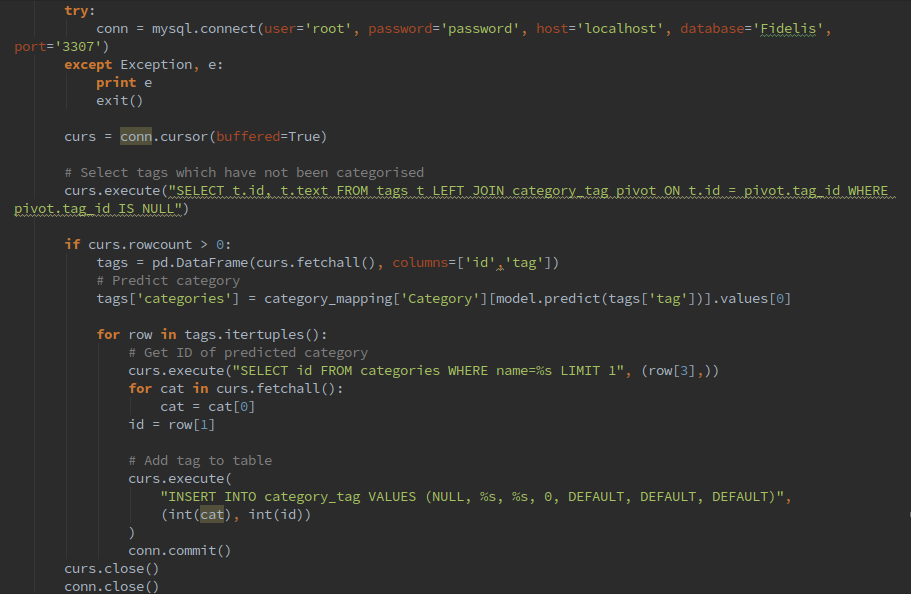 try:
conn = mysql.connect(user='root', password='password', host='localhost', database='Fidelis',
port='3307')
except Exception, e:
print e
exit()
curs = conn.cursor(buffered=True)
# Select tags which have not been categorised
curs.execute("SELECT t.id, t.text FROM tags t LEFT JOIN category_tag pivot ON t.id = pivot.tag_id WHERE
pivot.tag_id IS NULL")
if curs.rowcount > 0:
tags = pd.DataFrame(curs.fetchall(), columns=['id','tag'])
# Predict category
tags['categories'] = category_mapping['Category'][model.predict(tags['tag'])].values[0]
for row in tags.itertuples():
# Get ID of predicted category
curs.execute("SELECT id FROM categories WHERE name=%s LIMIT 1", (row[3],))
for cat in curs.fetchall():
cat = cat[0]
id = row[1]
# Add tag to table
curs.execute(
"INSERT INTO category_tag VALUES (NULL, %s, %s, 0, DEFAULT, DEFAULT, DEFAULT)",
(int(cat), int(id))
)
conn.commit()
curs.close()
conn.close()